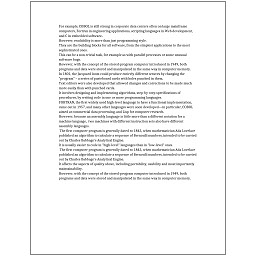 For example, COBOL is still strong in corporate data centers often on large mainframe
computers, Fortran in engineering applications, scripting languages in Web development,
and C in embedded software.
However, readability is more than just programming style.
They are the building blocks for all software, from the simplest applications to the most
sophisticated ones.
This can be a non-trivial task, for example as with parallel processes or some unusual
software bugs.
However, with the concept of the stored-program computer introduced in 1949, both
programs and data were stored and manipulated in the same way in computer memory.
In 1801, the Jacquard loom could produce entirely different weaves by changing the
"program" – a series of pasteboard cards with holes punched in them.
Text editors were also developed that allowed changes and corrections to be made much
more easily than with punched cards.
It involves designing and implementing algorithms, step-by-step specifications of
procedures, by writing code in one or more programming languages.
FORTRAN, the first widely used high-level language to have a functional implementation,
came out in 1957, and many other languages were soon developed—in particular, COBOL
aimed at commercial data processing, and Lisp for computer research.
However, because an assembly language is little more than a different notation for a
machine language, two machines with different instruction sets also have different
assembly languages.
The first computer program is generally dated to 1843, when mathematician Ada Lovelace
published an algorithm to calculate a sequence of Bernoulli numbers, intended to be carried
out by Charles Babbage's Analytical Engine.
It is usually easier to code in "high-level" languages than in "low-level" ones.
The first computer program is generally dated to 1843, when mathematician Ada Lovelace
published an algorithm to calculate a sequence of Bernoulli numbers, intended to be carried
out by Charles Babbage's Analytical Engine.
It affects the aspects of quality above, including portability, usability and most importantly
maintainability.
However, with the concept of the stored-program computer introduced in 1949, both
programs and data were stored and manipulated in the same way in computer memory.